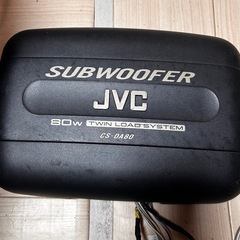 SUBWOOFER
JVC
80W TWIN LOAD SYSTEM
CS-DA80